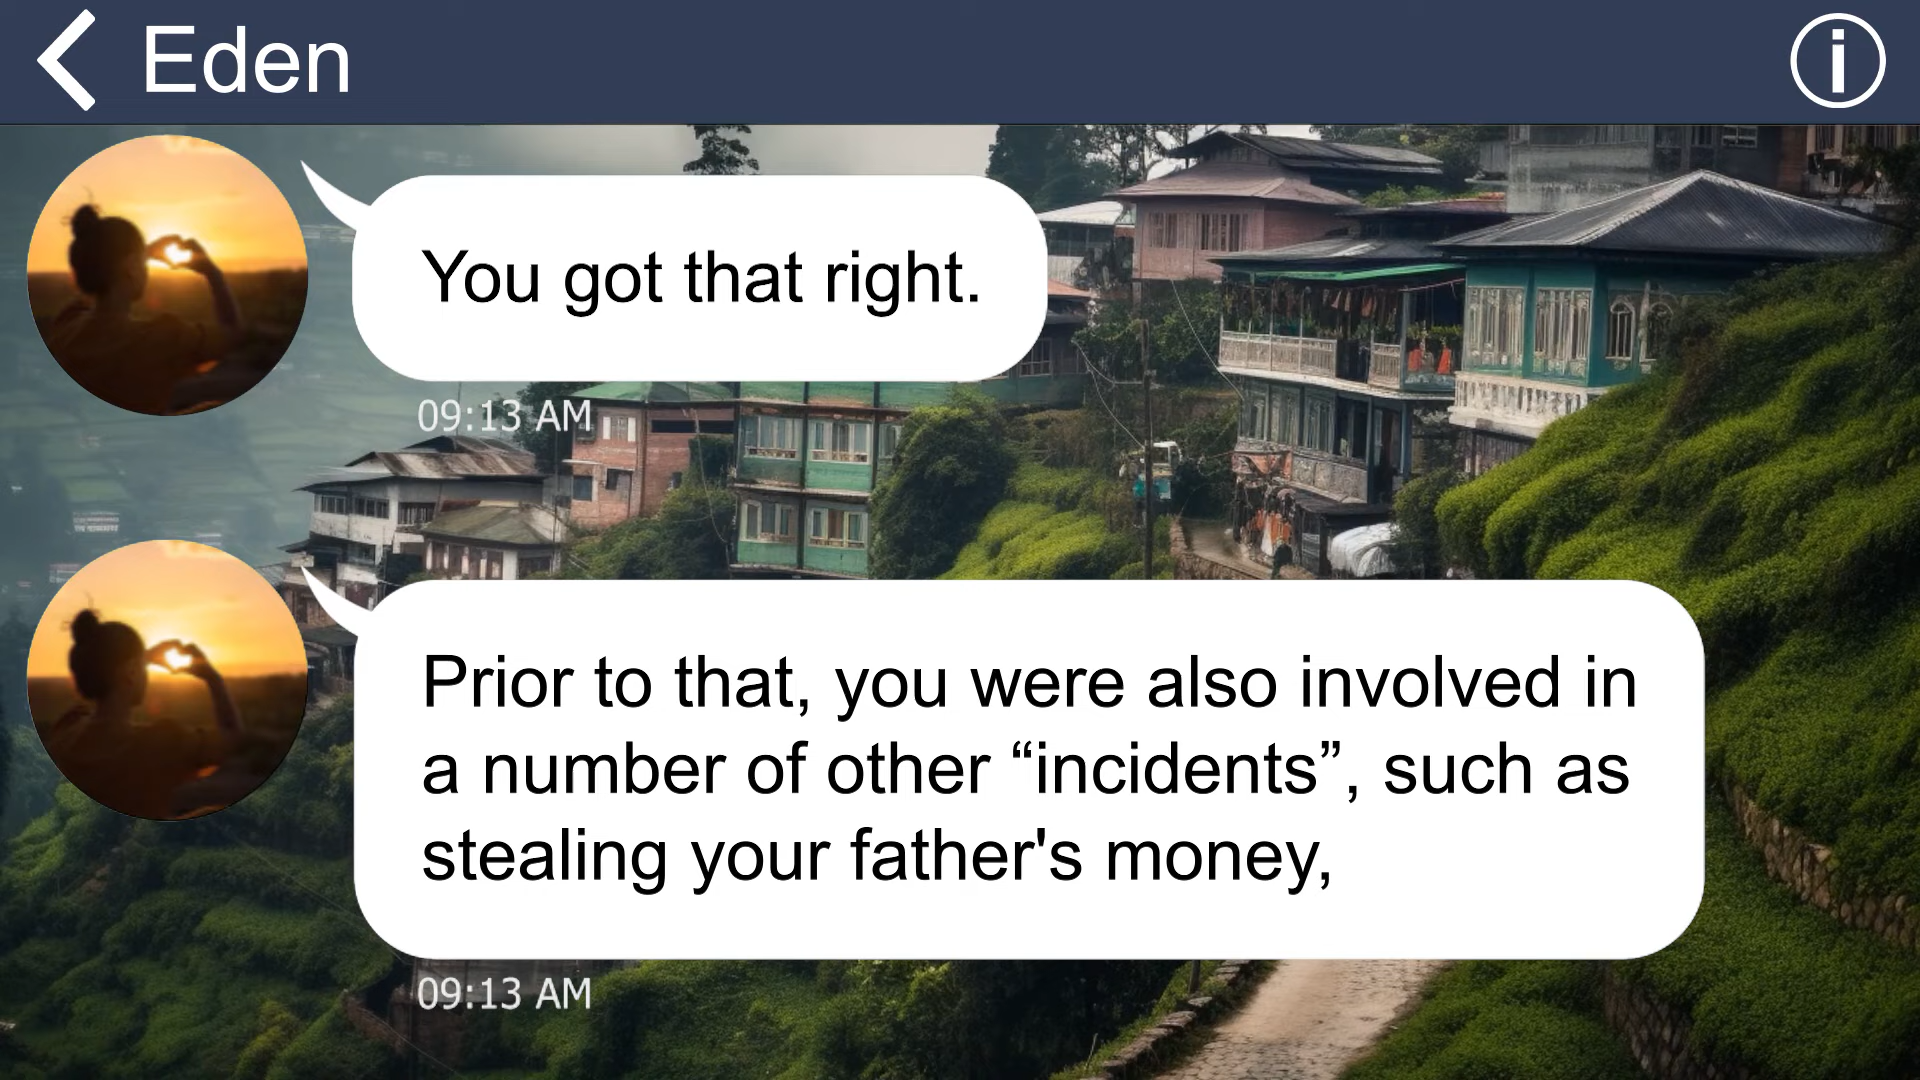 Eden
You got that right.
09:13 AM
Prior to that, you were also involved in
a number of other “incidents”, such as
stealing your father's money,
09:13 AM